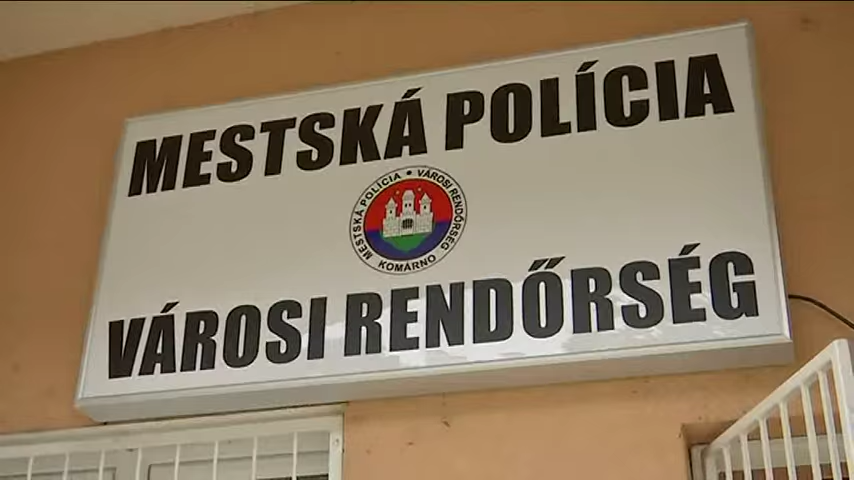 MESTSKÁ POLÍCIA
MESTSKÁ POLÍCIA • VÁROSI RENDŐRSÉG
KOMÁRNO
VÁROSI RENDŐRSÉG